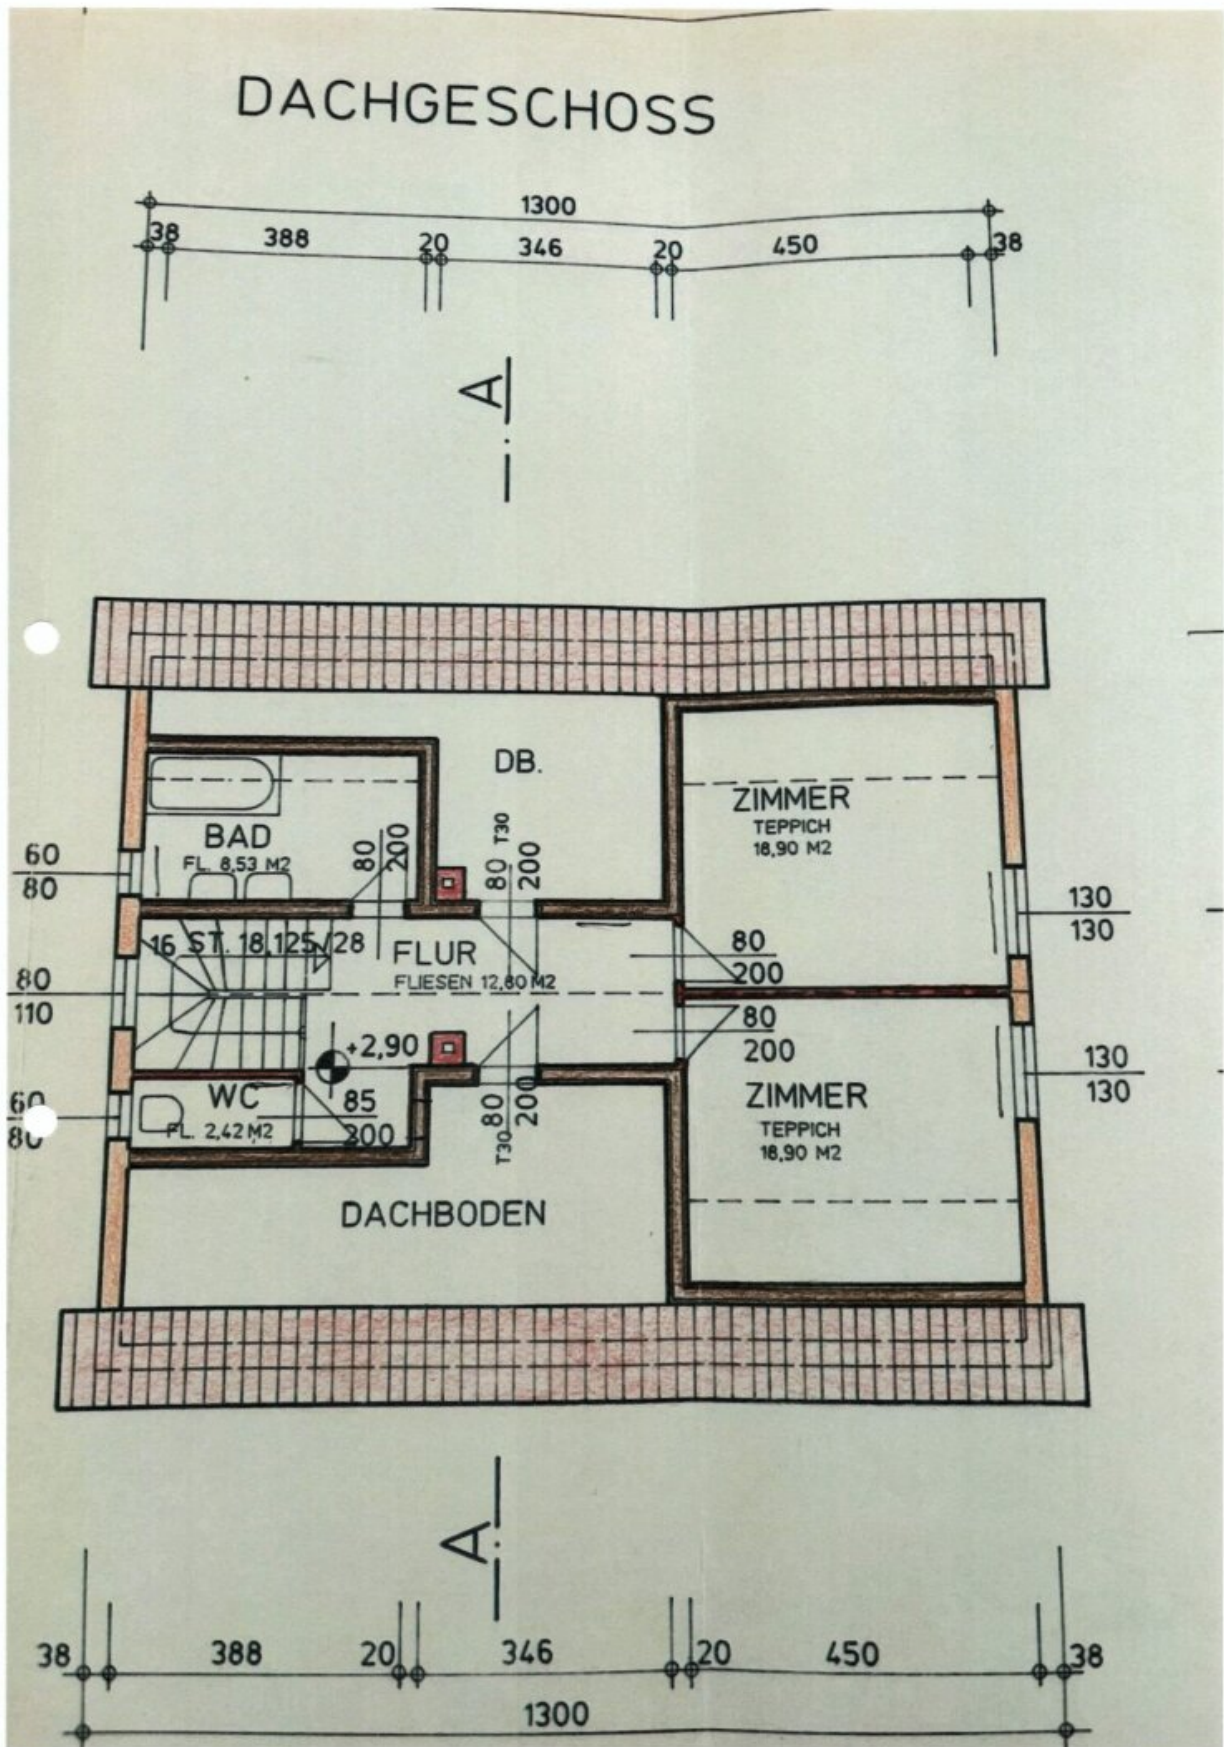 DACHGESCHOSS
1300
38 388 20 346 20 450 38
A
DB.
ZIMMER
TEPPICH
18,90 M2
BAD
FL. 8,53 M2
80
200
80
200
T30
60
80
130
130
16 ST. 18,125/28
FLUR
FLIESEN 12,80 M2
80
200
80
110
80
200
+2,90
130
130
WC
FL. 2,42 M2
85
200
80
200
T30
60
80
ZIMMER
TEPPICH
18,90 M2
DACHBODEN
A
38 388 20 346 20 450 38
1300